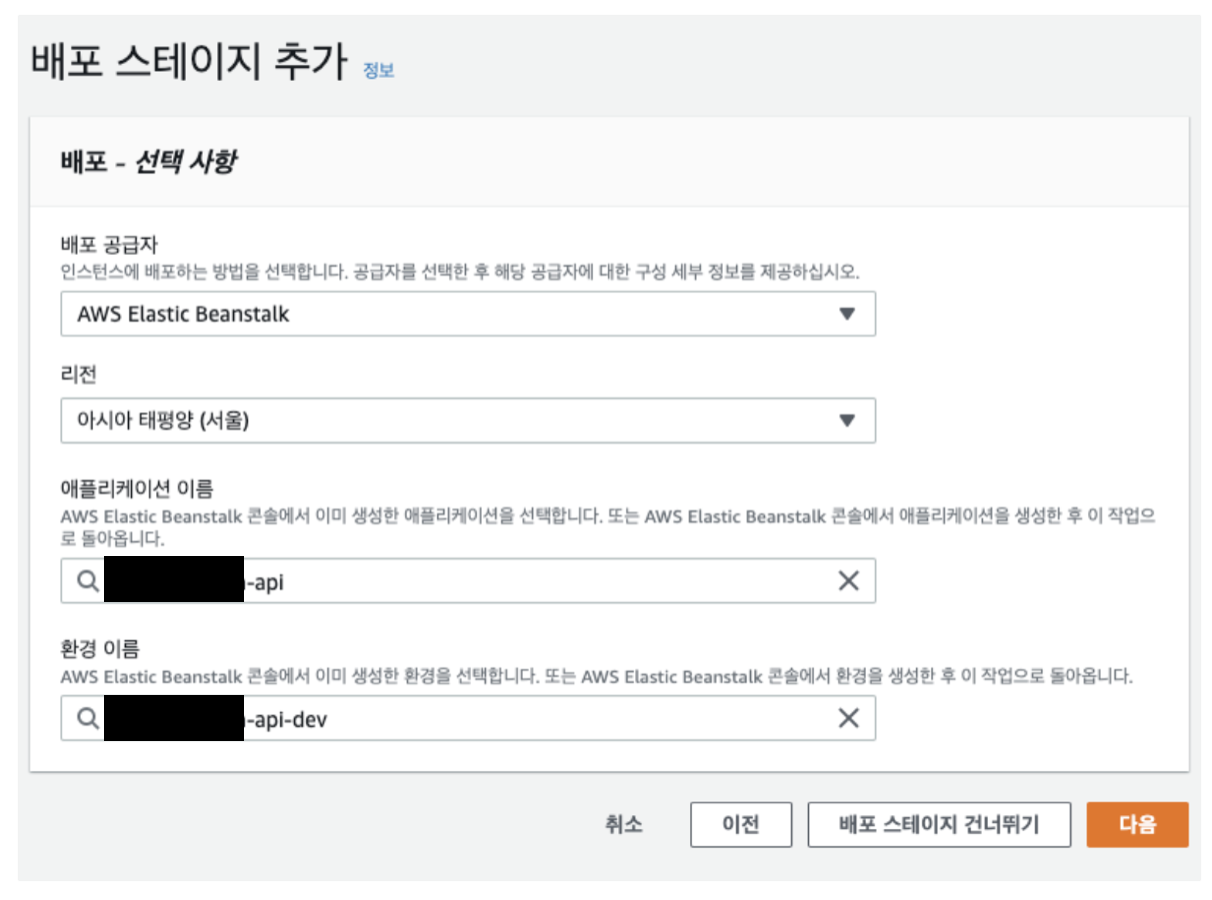 배포 스테이지 추가 정보
배포 - 선택 사항
배포 공급자
인스턴스에 배포하는 방법을 선택합니다. 공급자를 선택한 후 해당 공급자에 대한 구성 세부 정보를 제공하십시오.
AWS Elastic Beanstalk
리전
아시아 태평양 (서울)
애플리케이션 이름
AWS Elastic Beanstalk 콘솔에서 이미 생성한 애플리케이션을 선택합니다. 또는 AWS Elastic Beanstalk 콘솔에서 애플리케이션을 생성한 후 이 작업으
로 돌아옵니다.
-api
환경 이름
AWS Elastic Beanstalk 콘솔에서 이미 생성한 환경을 선택합니다. 또는 AWS Elastic Beanstalk 콘솔에서 환경을 생성한 후 이 작업으로 돌아옵니다.
-api-dev
취소 이전 배포 스테이지 건너뛰기 다음